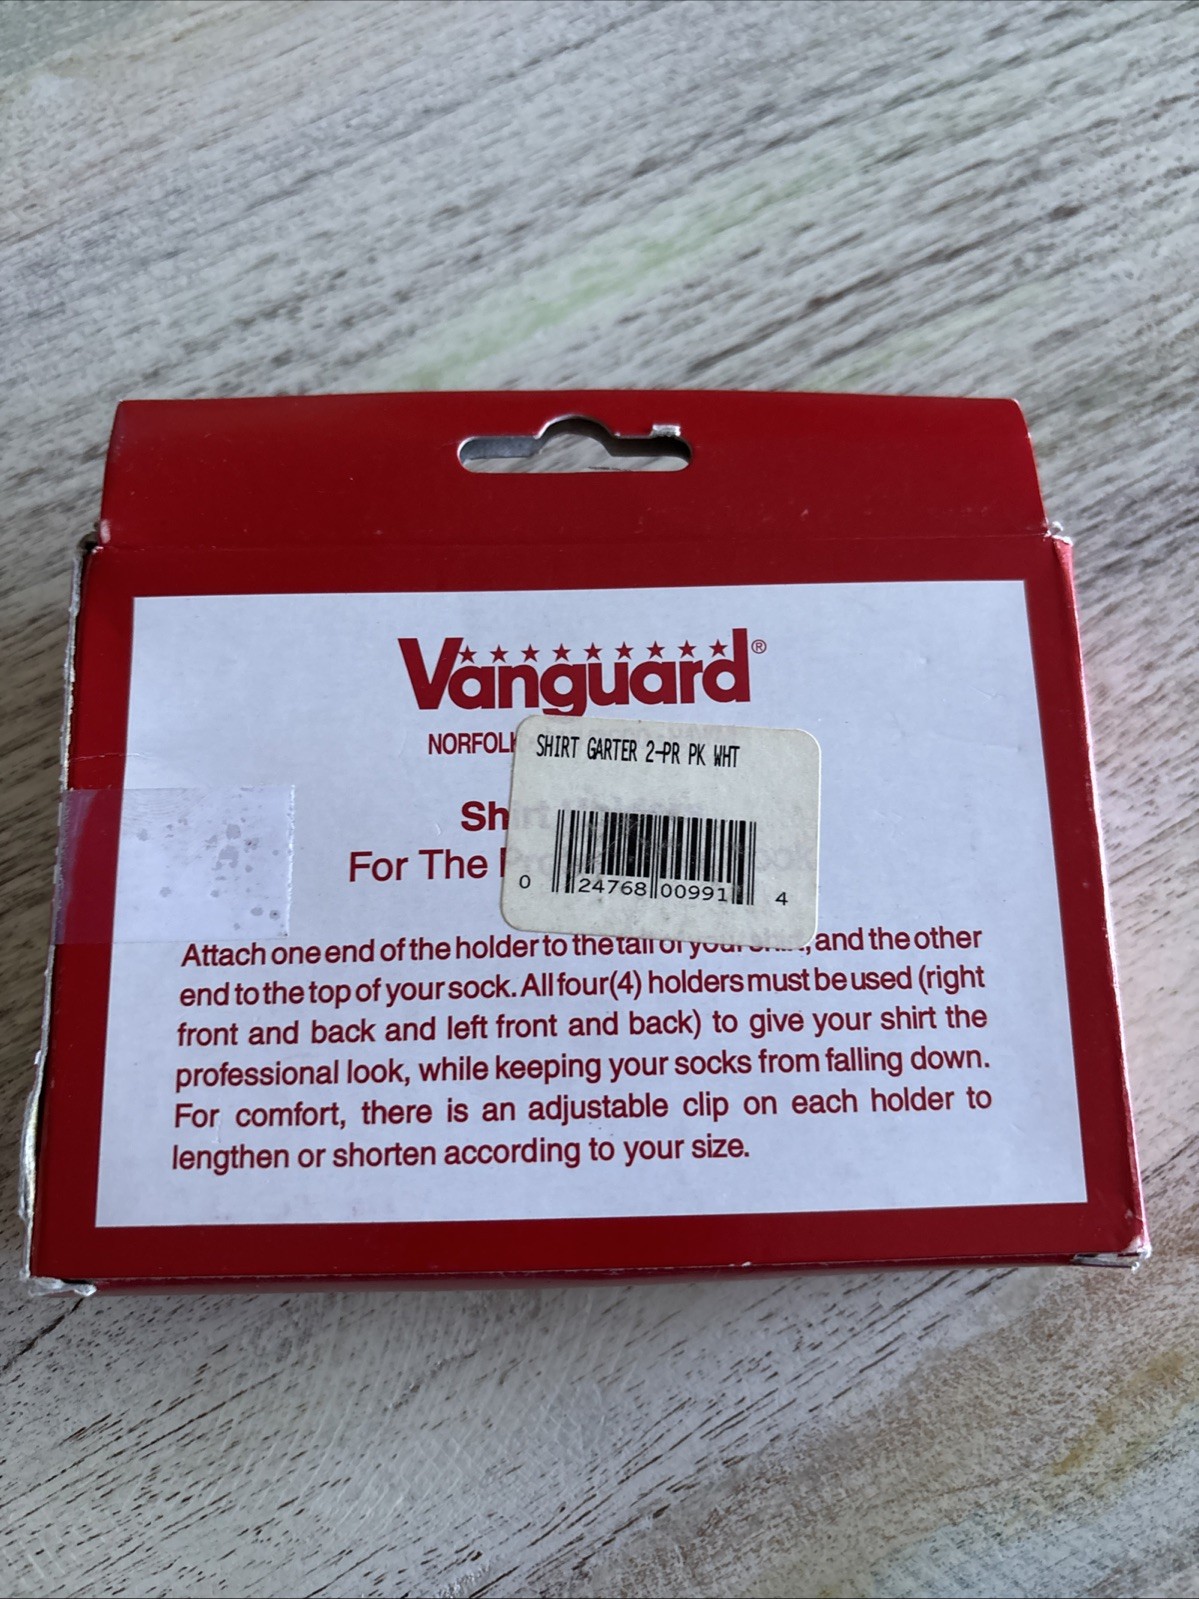 Vanguard®
NORFOLK
SHIRT GARTER 2-PR PK WHT
For The
0 24768 00991 4
Attach one end of the holder to the tail of your shirt, and the other
end to the top of your sock. All four(4) holders must be used (right
front and back and left front and back) to give your shirt the
professional look, while keeping your socks from falling down.
For comfort, there is an adjustable clip on each holder to
lengthen or shorten according to your size.